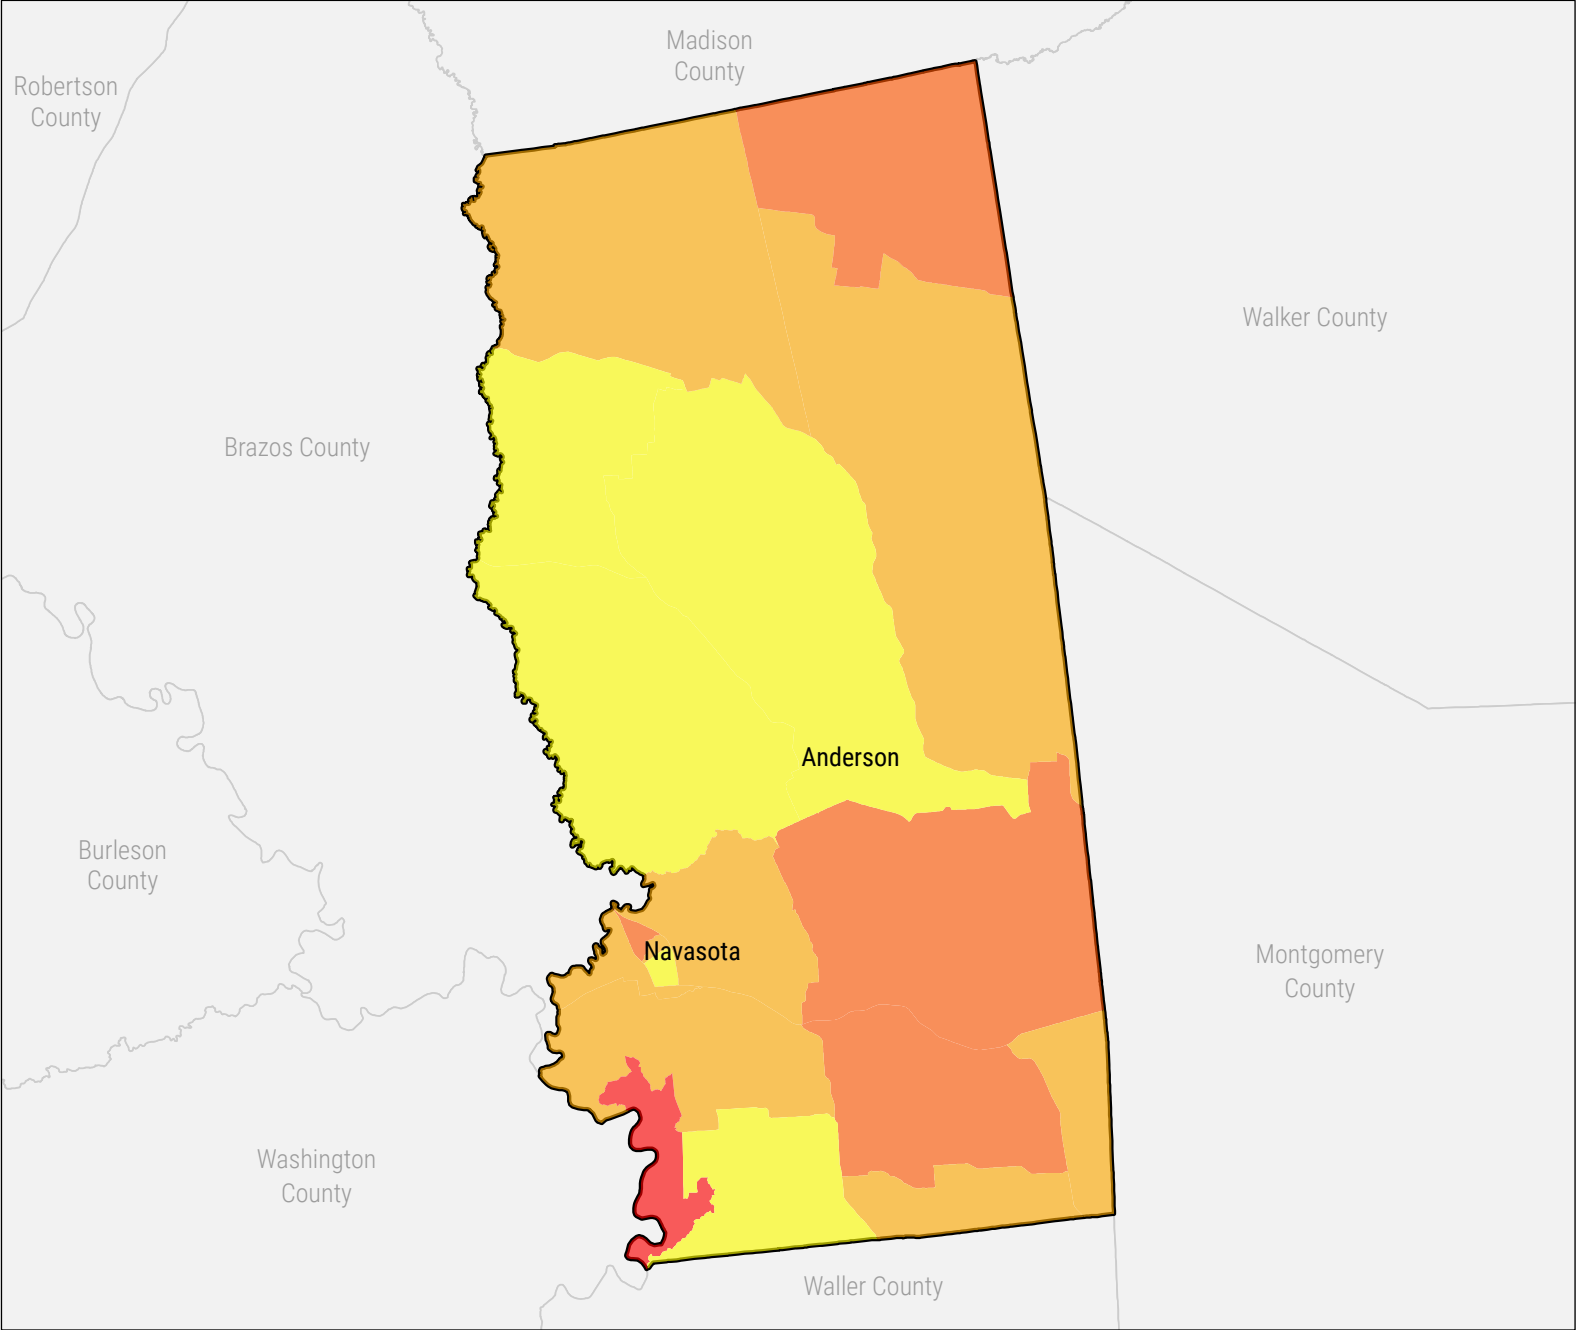 Madison
County
Robertson
County
Walker County
Brazos County
Anderson
Burleson
County
Navasota
Montgomery
County
Washington
County
Waller County